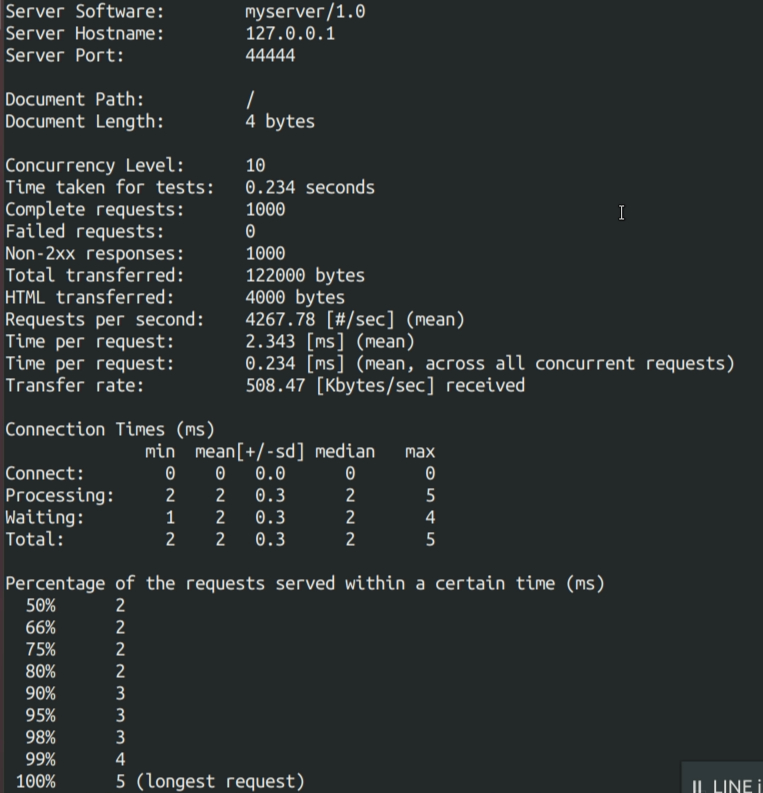 Server Software:        myserver/1.0
Server Hostname:        127.0.0.1
Server Port:            44444
Document Path:          /
Document Length:        4 bytes
Concurrency Level:      10
Time taken for tests:   0.234 seconds
Complete requests:      1000
Failed requests:        0
Non-2xx responses:      1000
Total transferred:      122000 bytes
HTML transferred:       4000 bytes
Requests per second:    4267.78 [#/sec] (mean)
Time per request:       2.343 [ms] (mean)
Time per request:       0.234 [ms] (mean, across all concurrent requests)
Transfer rate:          508.47 [Kbytes/sec] received
Connection Times (ms)
              min  mean[+/-sd] median   max
Connect:        0    0   0.0      0       0
Processing:     2    2   0.3      2       5
Waiting:        1    2   0.3      2       4
Total:          2    2   0.3      2       5
Percentage of the requests served within a certain time (ms)
  50%      2
  66%      2
  75%      2
  80%      2
  90%      3
  95%      3
  98%      3
  99%      4
 100%      5 (longest request)
LINE i